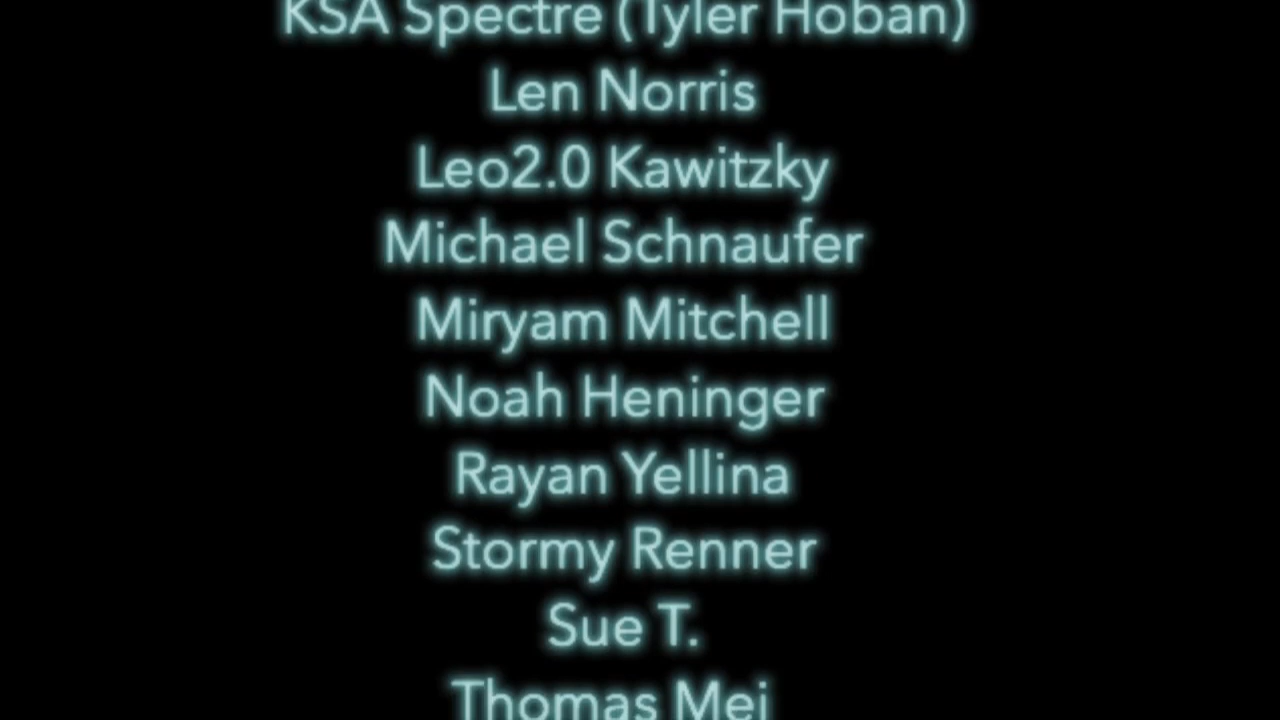 KSA Spectre (Tyler Hoban)
Len Norris
Leo2.0 Kawitzky
Michael Schnaufer
Miryam Mitchell
Noah Heninger
Rayan Yellina
Stormy Renner
Sue T.
Thomas Mei